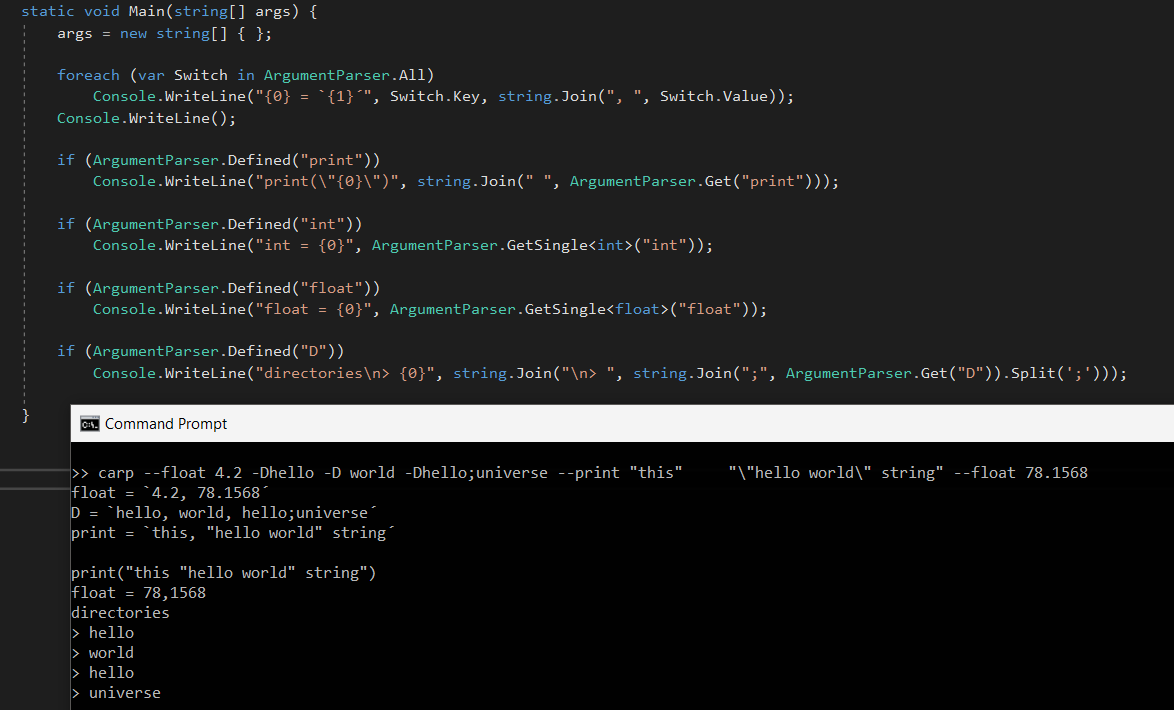 static void Main(string[] args) {
args = new string[] { };
foreach (var Switch in ArgumentParser.All)
Console.WriteLine("{0} = `{1}´", Switch.Key, string.Join(", ", Switch.Value));
Console.WriteLine();
if (ArgumentParser.Defined("print"))
Console.WriteLine("print(\"{0}\")", string.Join(" ", ArgumentParser.Get("print")));
if (ArgumentParser.Defined("int"))
Console.WriteLine("int = {0}", ArgumentParser.GetSingle<int>("int"));
if (ArgumentParser.Defined("float"))
Console.WriteLine("float = {0}", ArgumentParser.GetSingle<float>("float"));
if (ArgumentParser.Defined("D"))
Console.WriteLine("directories\n> {0}", string.Join("\n> ", string.Join(";", ArgumentParser.Get("D")).Split(';')));
}
Command Prompt
>> carp --float 4.2 -Dhello -D world -Dhello;universe --print "this"     "\"hello world\" string" --float 78.1568
float = `4.2, 78.1568´
D = `hello, world, hello;universe´
print = `this, "hello world" string´
print("this "hello world" string")
float = 78,1568
directories
> hello
> world
> hello
> universe